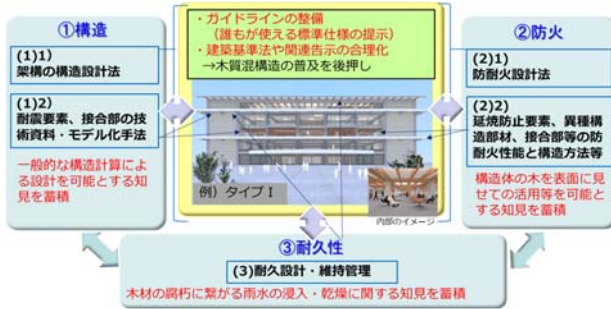 ・ガイドラインの整備
（誰もが使える標準仕様の提示）
・建築基準法や関連告示の合理化
→木質混構造の普及を後押し
例）タイプⅠ
内部のイメージ
①構造
(1)1）
架構の構造設計法
(1)2）
耐震要素、接合部の技
術資料・モデル化手法
一般的な構造計算によ
る設計を可能とする知
見を蓄積
②防火
(2)1)
防耐火設計法
(2)2)
延焼防止要素、異種構
造部材、接合部等の防
耐火性能と構造方法等
構造体の木を表面に見
せての活用等を可能と
する知見を蓄積
③耐久性
(3)耐久設計・維持管理
木材の腐朽に繋がる雨水の浸入・乾燥に関する知見を蓄積